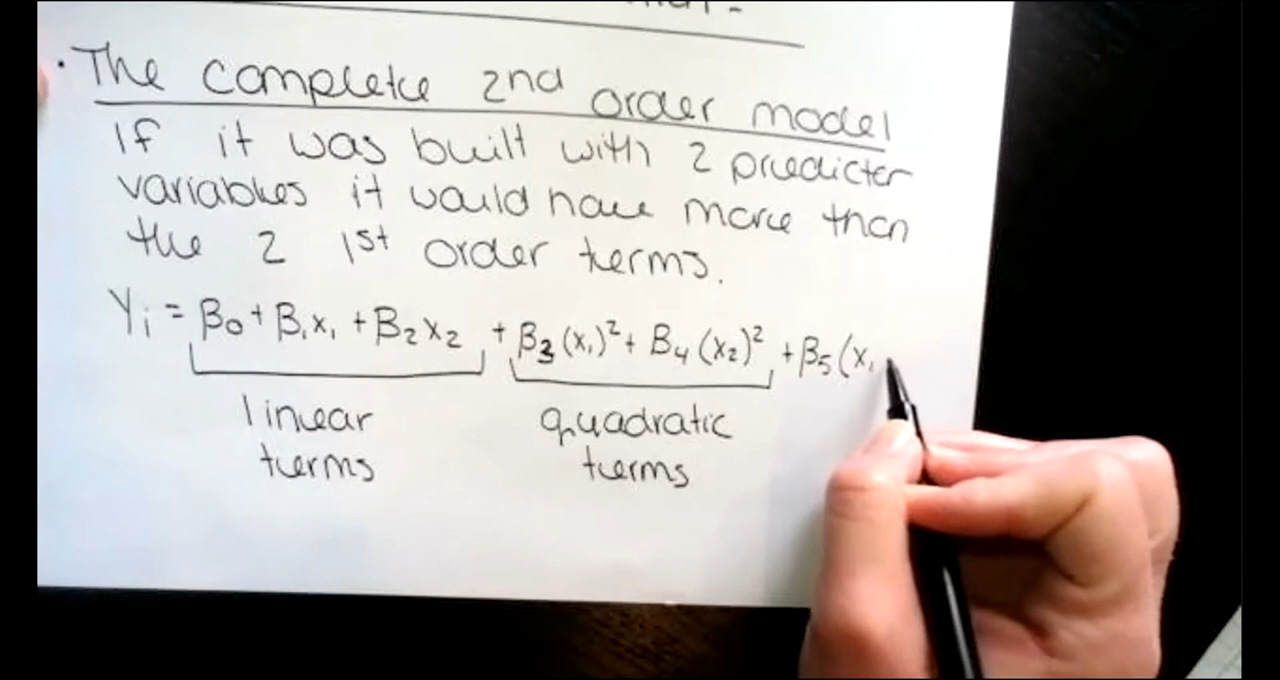 • The complete 2nd order model
If it was built with 2 predicter
variables it would have more than
the 2 1st order terms.
Yi = β0 + β1x1 + β2x2 + β3(x1)² + β4(x2)² + β5(x1
linear quadratic
terms terms